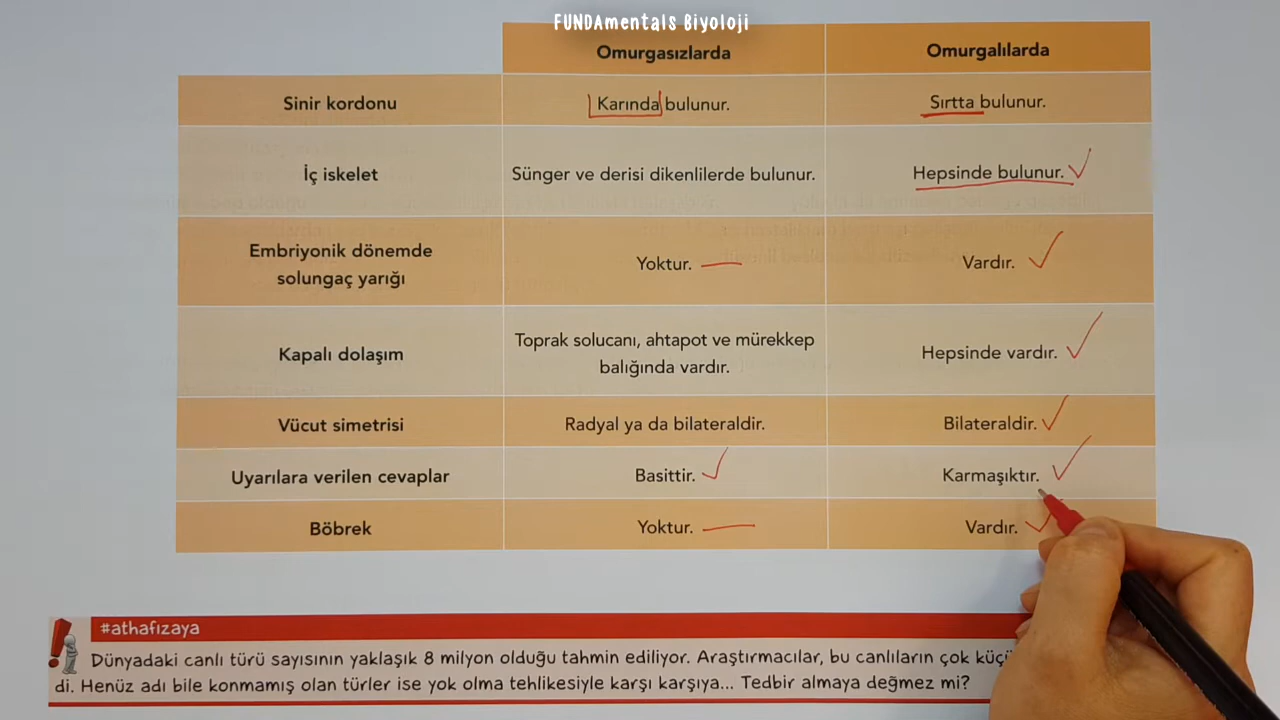 FUNDAmentals Biyoloji
Omurgasızlarda
Omurgalılarda
Sinir kordonu
Karında bulunur.
Sırtta bulunur.
İç iskelet
Sünger ve derisi dikenlilerde bulunur.
Hepsinde bulunur.
Embriyonik dönemde
solungaç yarığı
Yoktur.
Vardır.
Kapalı dolaşım
Toprak solucanı, ahtapot ve mürekkep
balığında vardır.
Hepsinde vardır.
Vücut simetrisi
Radyal ya da bilateraldir.
Bilateraldir.
Uyarılara verilen cevaplar
Basittir.
Karmaşıktır.
Böbrek
Yoktur.
Vardır.
#athafızaya
Dünyadaki canlı türü sayısının yaklaşık 8 milyon olduğu tahmin ediliyor. Araştırmacılar, bu canlıların çok
di. Henüz adı bile konmamış olan türler ise yok olma tehlikesiyle karşı karşıya... Tedbir almaya değmez mi?